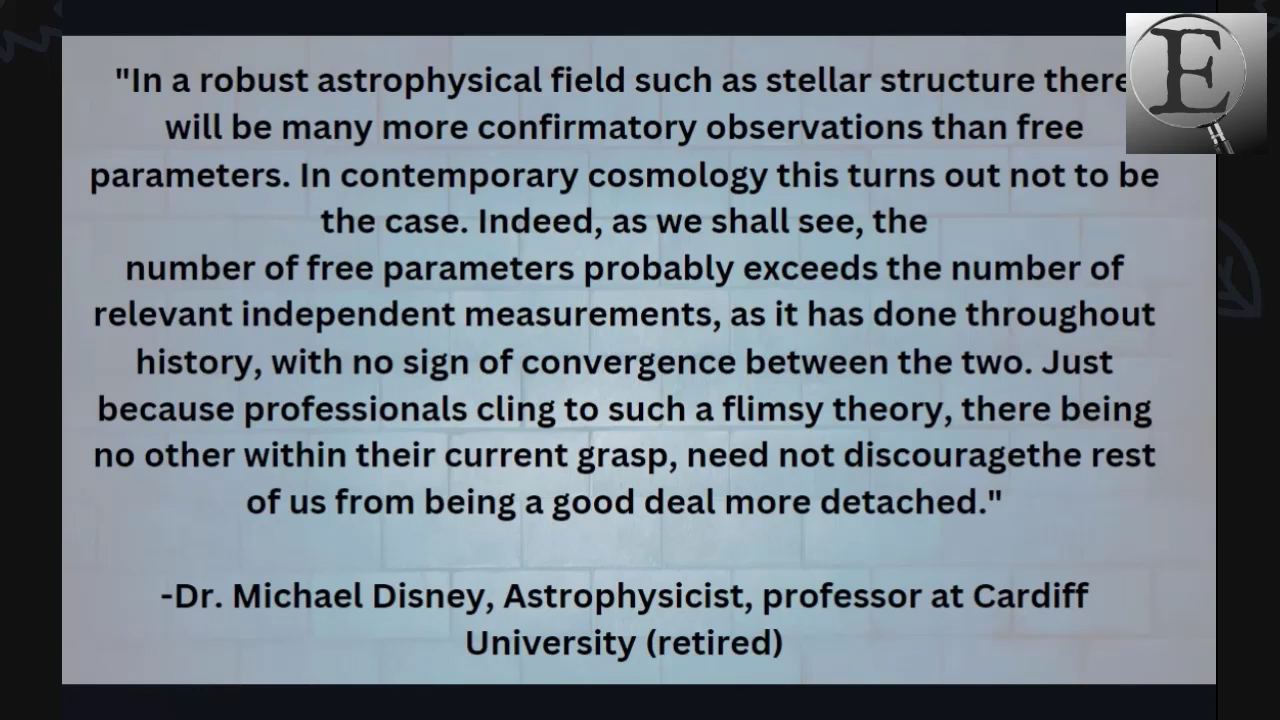 "In a robust astrophysical field such as stellar structure there
will be many more confirmatory observations than free
parameters. In contemporary cosmology this turns out not to be
the case. Indeed, as we shall see, the
number of free parameters probably exceeds the number of
relevant independent measurements, as it has done throughout
history, with no sign of convergence between the two. Just
because professionals cling to such a flimsy theory, there being
no other within their current grasp, need not discouragethe rest
of us from being a good deal more detached."
-Dr. Michael Disney, Astrophysicist, professor at Cardiff
University (retired)
E